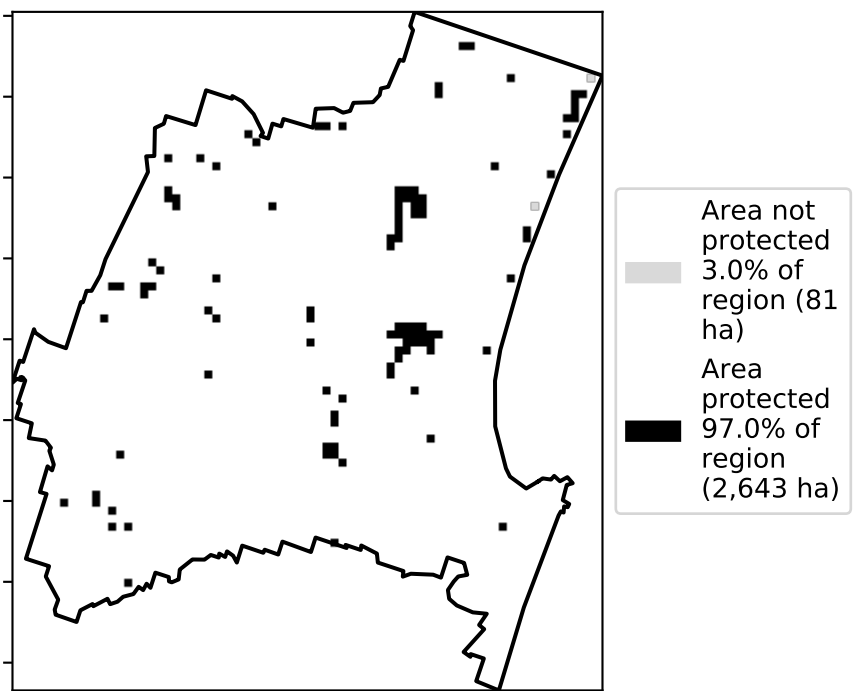 Area not
protected
3.0% of
region (81
ha)
Area
protected
97.0% of
region
(2,643 ha)